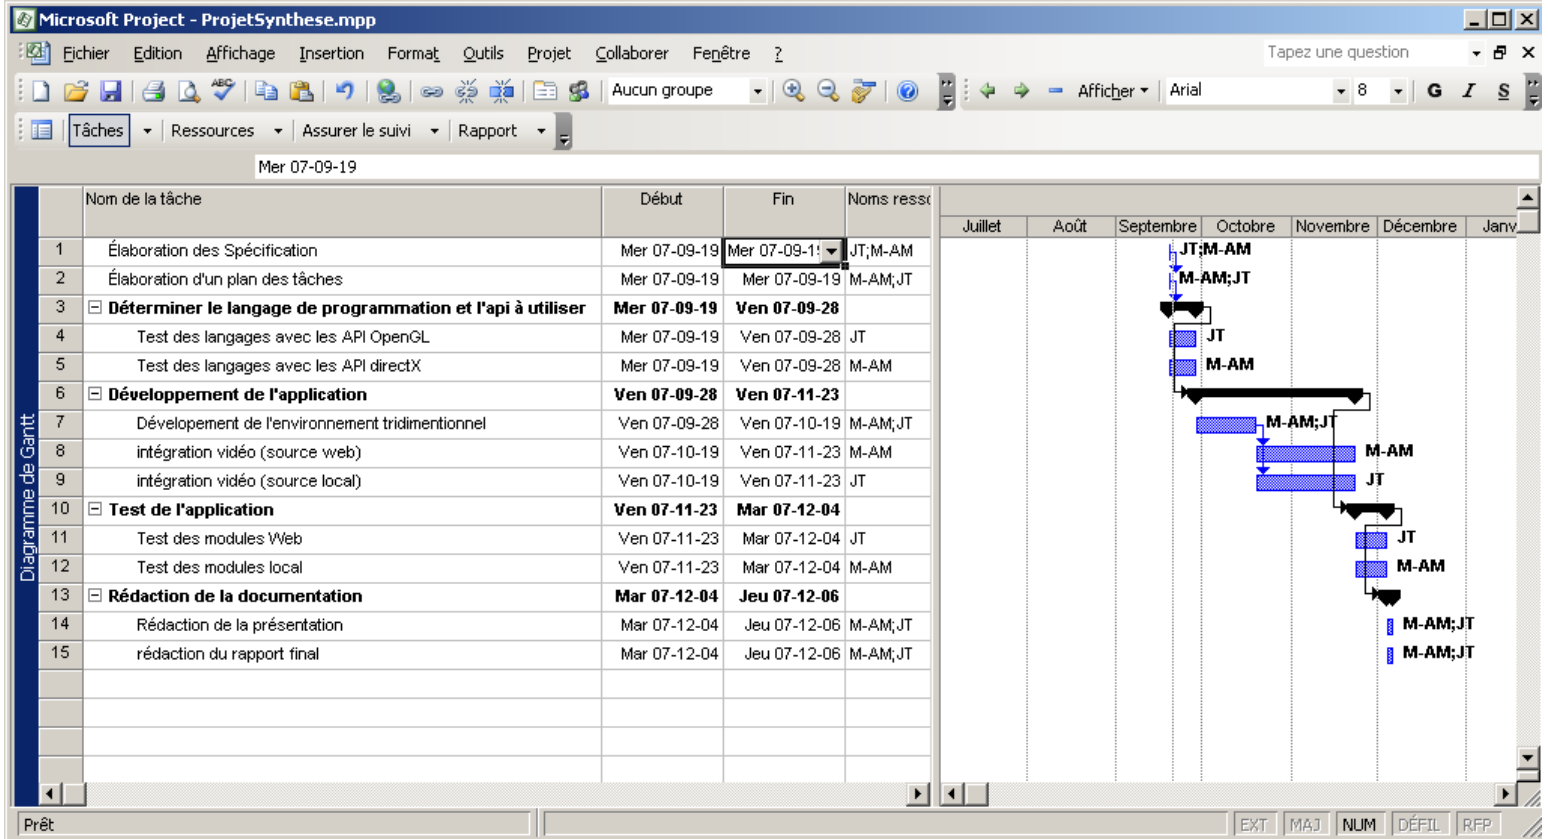 Microsoft Project - ProjetSynthese.mpp
Fichier Edition Affichage Insertion Format Outils Projet Collaborer Fenêtre ? Tapez une question
Aucun groupe Afficher Arial 8 G I S
Tâches Ressources Assurer le suivi Rapport
Mer 07-09-19
Nom de la tâche Début Fin Noms resso
Juillet Août Septembre Octobre Novembre Décembre Janv
1 Élaboration des Spécification Mer 07-09-19 Mer 07-09-19 JT;M-AM JT;M-AM
2 Élaboration d'un plan des tâches Mer 07-09-19 Mer 07-09-19 M-AM;JT M-AM;JT
3 Déterminer le langage de programmation et l'api à utiliser Mer 07-09-19 Ven 07-09-28
4 Test des langages avec les API OpenGL Mer 07-09-19 Ven 07-09-28 JT JT
5 Test des langages avec les API directX Mer 07-09-19 Ven 07-09-28 M-AM M-AM
6 Développement de l'application Ven 07-09-28 Ven 07-11-23
7 Dévelopement de l'environnement tridimentionnel Ven 07-09-28 Ven 07-10-19 M-AM;JT M-AM;JT
8 intégration vidéo (source web) Ven 07-10-19 Ven 07-11-23 M-AM M-AM
9 intégration vidéo (source local) Ven 07-10-19 Ven 07-11-23 JT JT
10 Test de l'application Ven 07-11-23 Mar 07-12-04
11 Test des modules Web Ven 07-11-23 Mar 07-12-04 JT JT
12 Test des modules local Ven 07-11-23 Mar 07-12-04 M-AM M-AM
13 Rédaction de la documentation Mar 07-12-04 Jeu 07-12-06
14 Rédaction de la présentation Mar 07-12-04 Jeu 07-12-06 M-AM;JT M-AM;JT
15 rédaction du rapport final Mar 07-12-04 Jeu 07-12-06 M-AM;JT M-AM;JT
Diagramme de Gantt
Prêt EXT MAJ NUM DÉFIL RFP